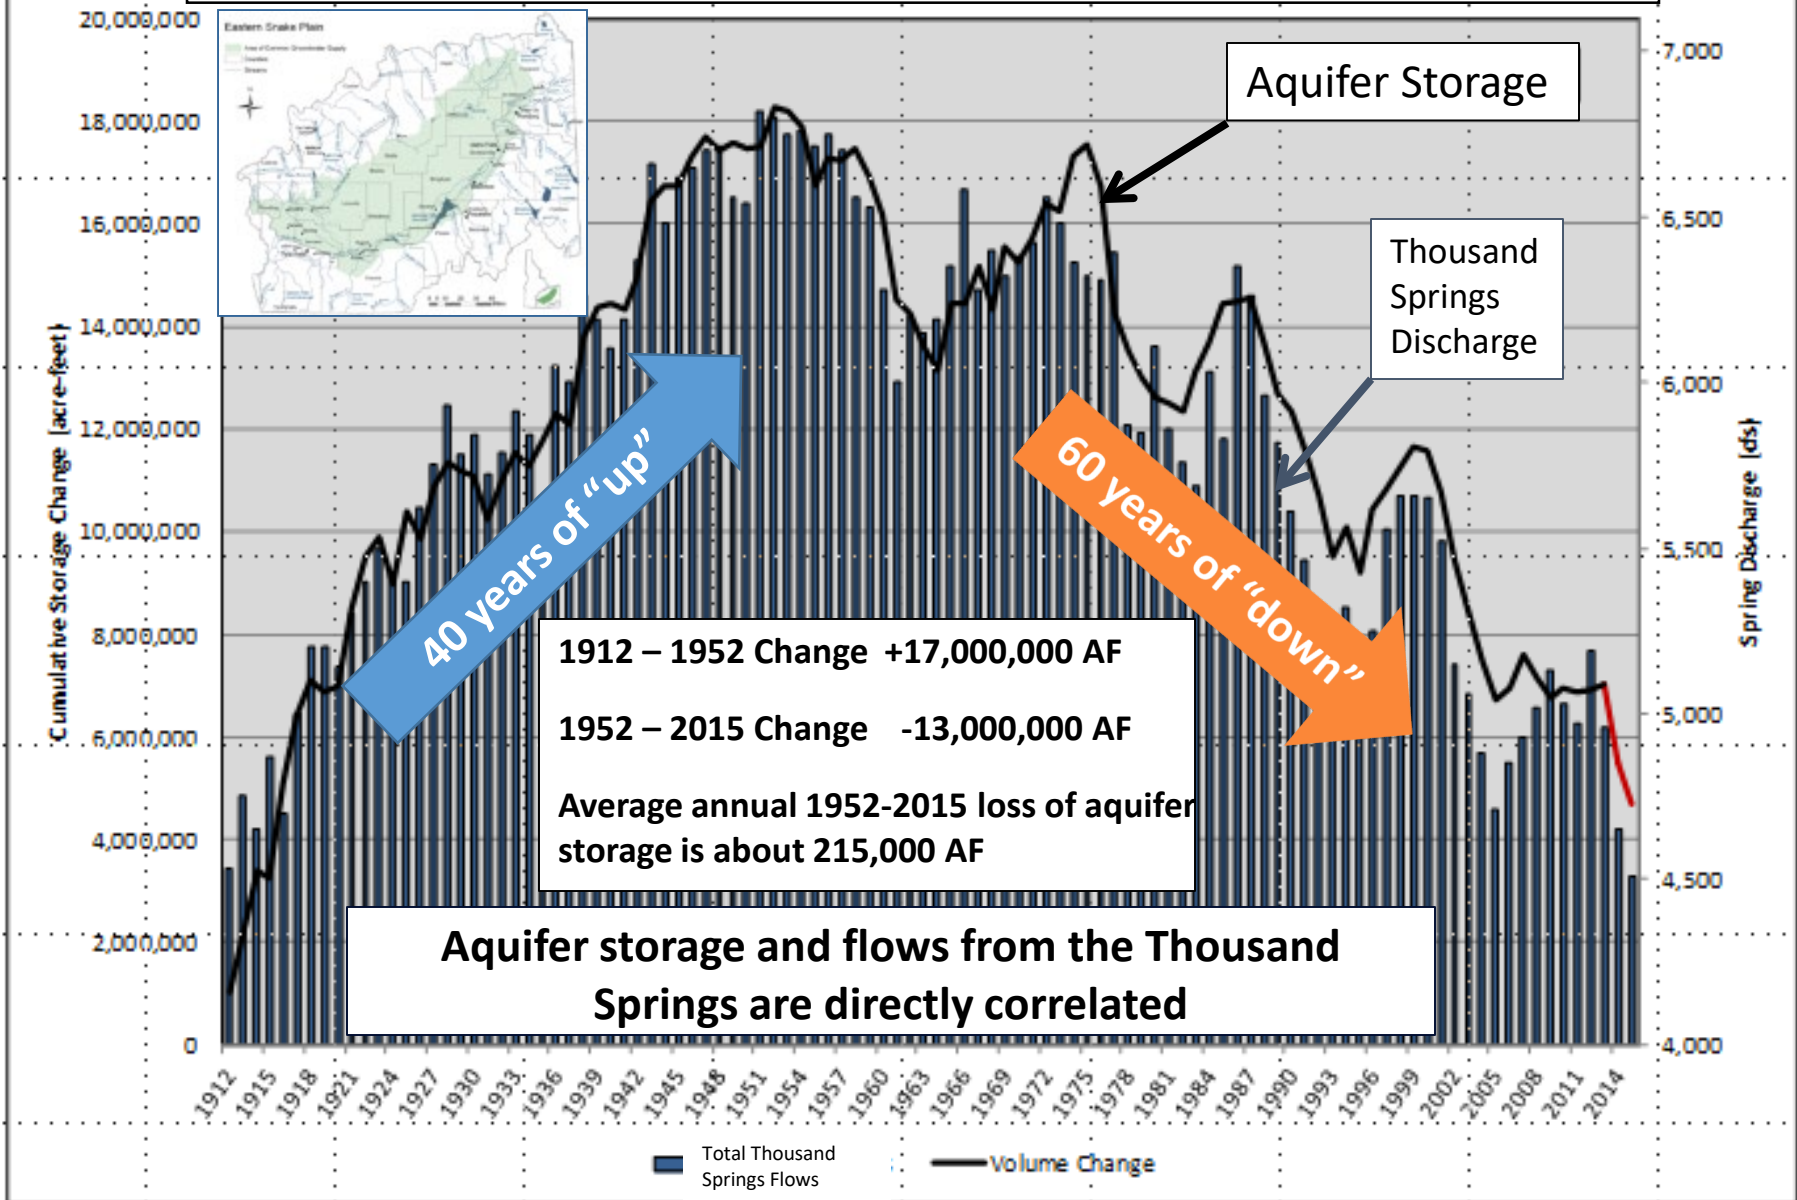 20,000,000
18,000,000
16,000,000
14,000,000
12,000,000
10,000,000
8,000,000
6,000,000
4,000,000
2,000,000
0
Cumulative Storage Change (acre-feet)
Eastern Snake Plain
Area of Common Groundwater Supply
Counties
Streams
Aquifer Storage
Thousand
Springs
Discharge
40 years of “up”
60 years of “down”
1912 – 1952 Change +17,000,000 AF
1952 – 2015 Change -13,000,000 AF
Average annual 1952-2015 loss of aquifer
storage is about 215,000 AF
Aquifer storage and flows from the Thousand
Springs are directly correlated
7,000
6,500
6,000
5,500
5,000
4,500
4,000
Spring Discharge (cfs)
1912 1915 1918 1921 1924 1927 1930 1933 1936 1939 1942 1945 1948 1951 1954 1957 1960 1963 1966 1969 1972 1975 1978 1981 1984 1987 1990 1993 1996 1999 2002 2005 2008 2011 2014
Total Thousand
Springs Flows
Volume Change